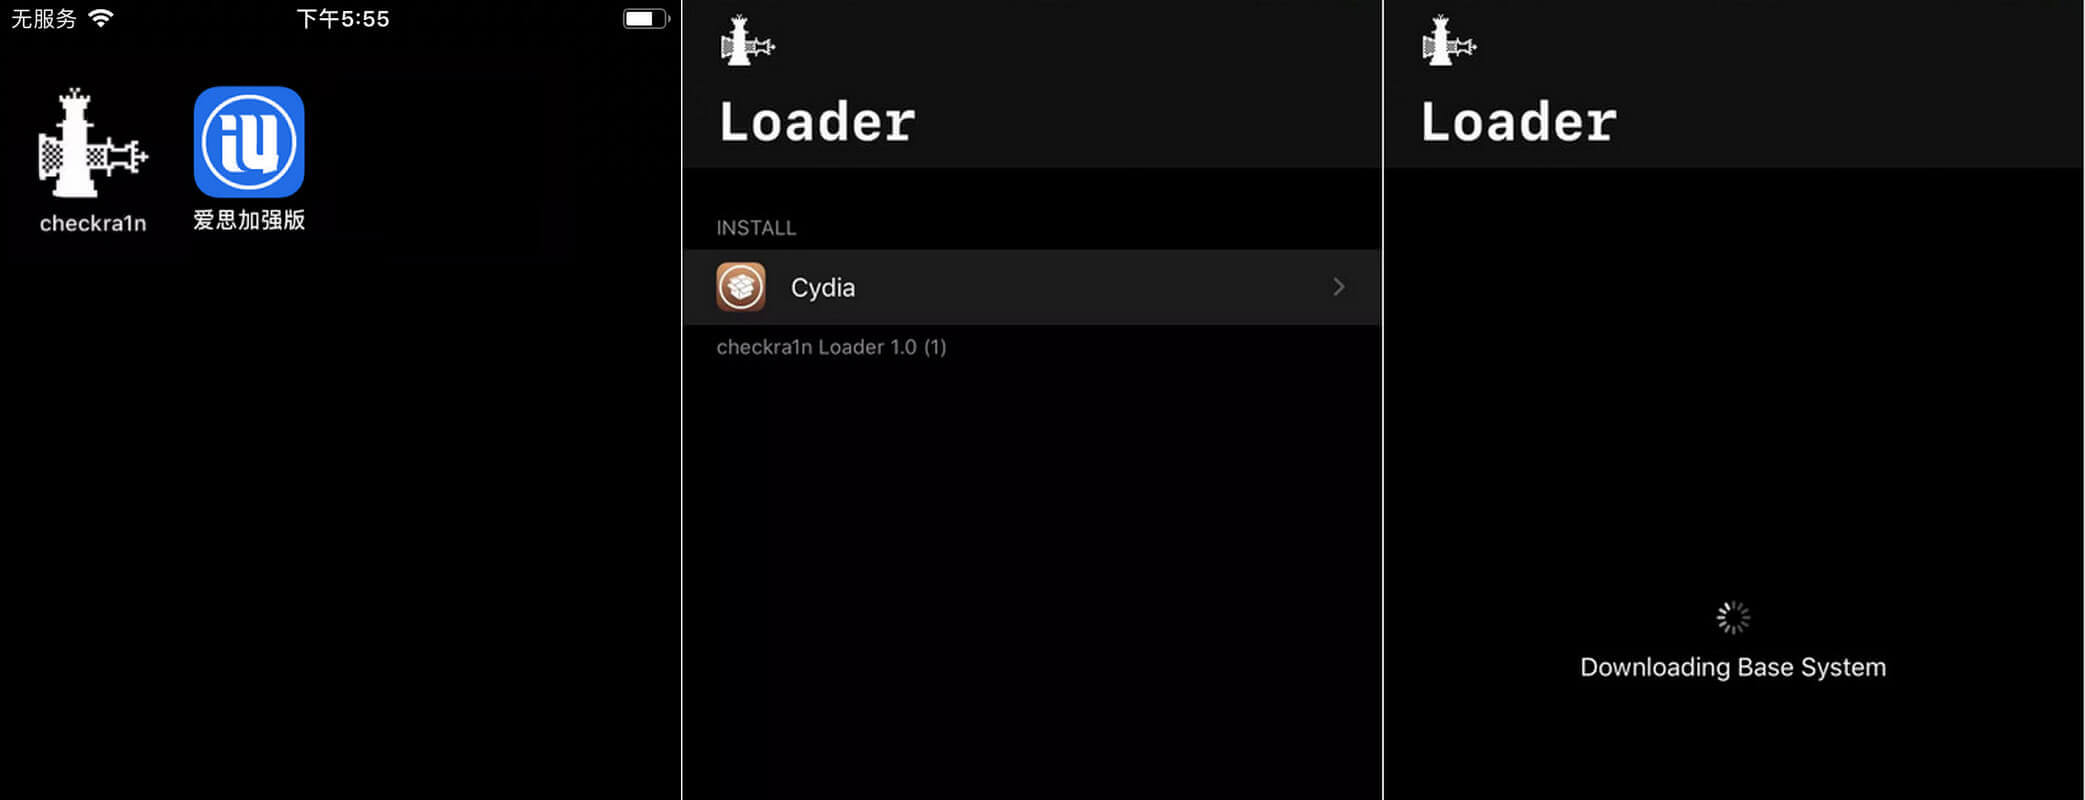 无服务
下午5:55
checkra1n
爱思加强版
Loader
INSTALL
Cydia
checkra1n Loader 1.0 (1)
Loader
Downloading Base System